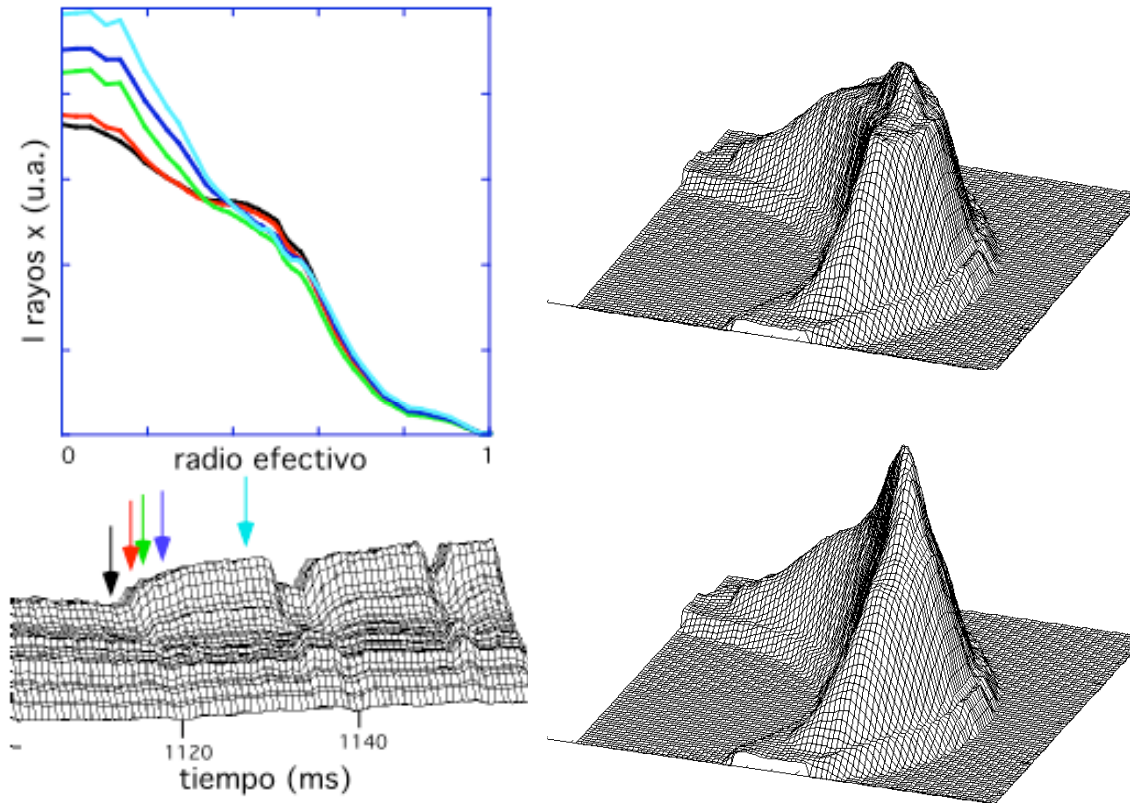 I rayos x (u.a.)
0
radio efectivo
1
1120
1140
tiempo (ms)